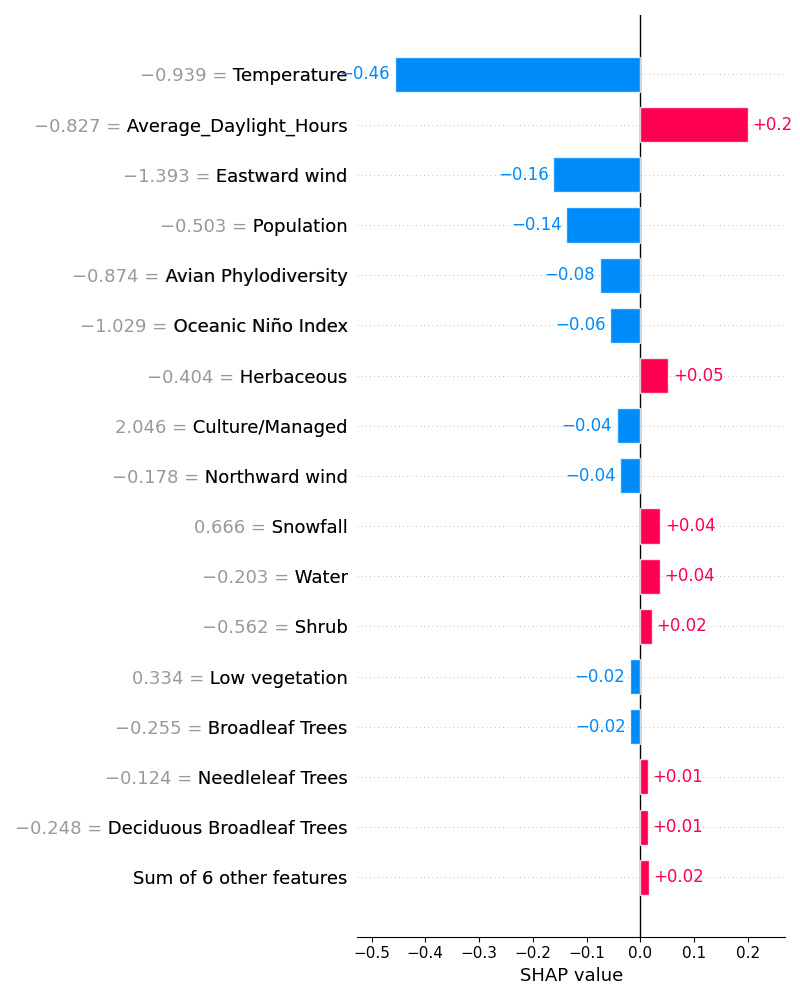 −0.939 = Temperature −0.46
−0.827 = Average_Daylight_Hours +0.2
−1.393 = Eastward wind −0.16
−0.503 = Population −0.14
−0.874 = Avian Phylodiversity −0.08
−1.029 = Oceanic Niño Index −0.06
−0.404 = Herbaceous +0.05
2.046 = Culture/Managed −0.04
−0.178 = Northward wind −0.04
0.666 = Snowfall +0.04
−0.203 = Water +0.04
−0.562 = Shrub +0.02
0.334 = Low vegetation −0.02
−0.255 = Broadleaf Trees −0.02
−0.124 = Needleleaf Trees +0.01
−0.248 = Deciduous Broadleaf Trees +0.01
Sum of 6 other features +0.02
−0.5 −0.4 −0.3 −0.2 −0.1 0.0 0.1 0.2
SHAP value